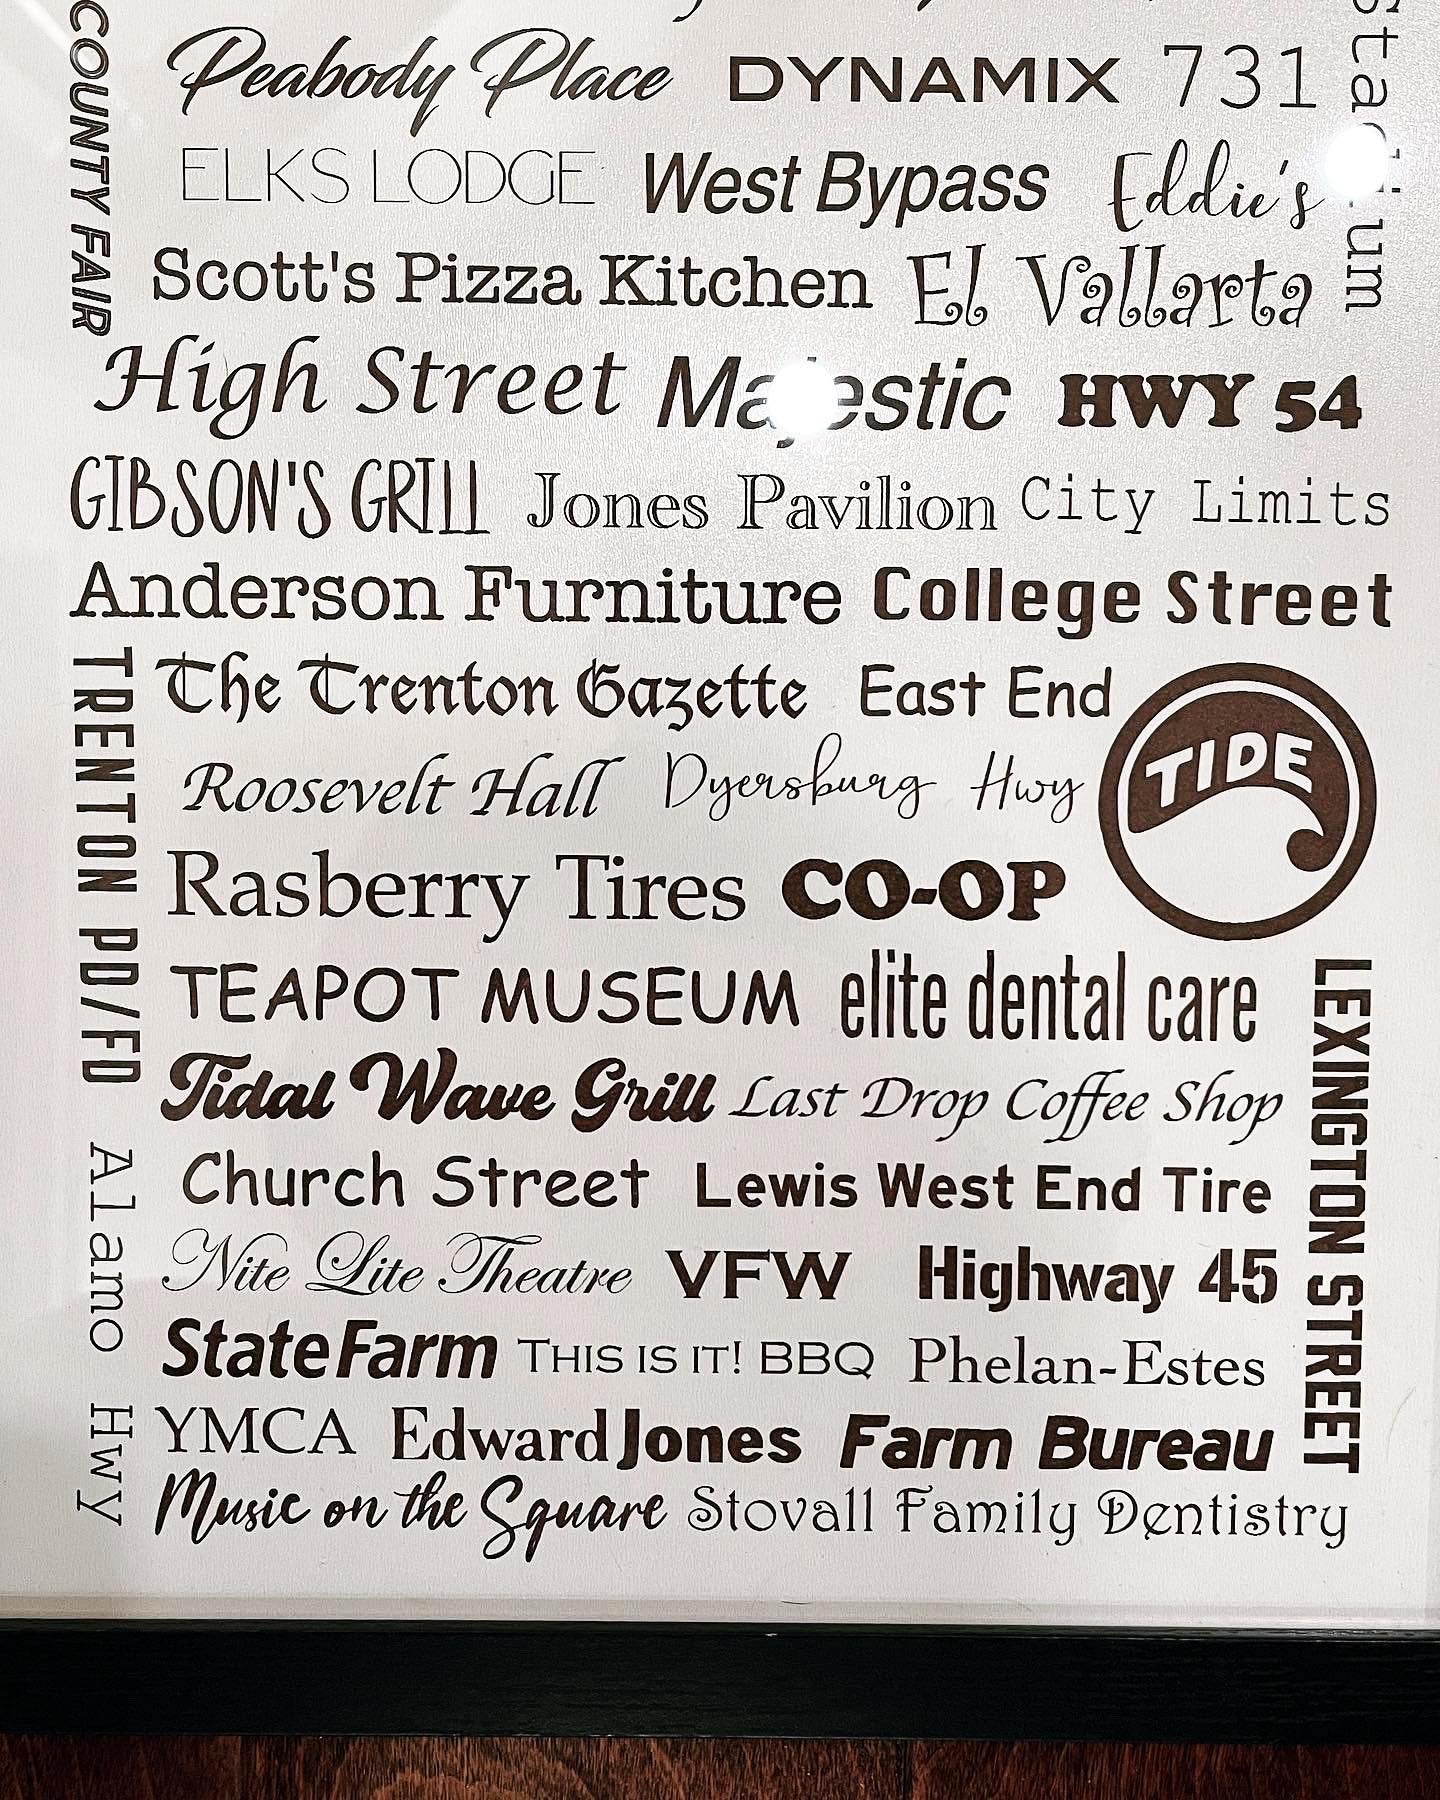 COUNTY FAIR
Peabody Place DYNAMIX 731
ELKS LODGE West Bypass Eddie's
Stadium
Scott's Pizza Kitchen El Vallarta
High Street Majestic HWY 54
GIBSON'S GRILL Jones Pavilion City Limits
Anderson Furniture College Street
The Trenton Gazette East End
TIDE
Roosevelt Hall Dyersburg Hwy
TRENTON PD/FD
Rasberry Tires CO-OP
TEAPOT MUSEUM elite dental care
LEXINGTON STREET
Tidal Wave Grill Last Drop Coffee Shop
Church Street Lewis West End Tire
Alamo Hwy
Nite Lite Theatre VFW Highway 45
StateFarm THIS IS IT! BBQ Phelan-Estes
YMCA Edward Jones Farm Bureau
Music on the Square Stovall Family Dentistry